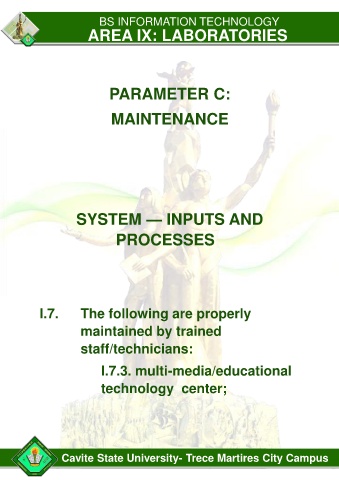 BS INFORMATION TECHNOLOGY
AREA IX: LABORATORIES
PARAMETER C:
MAINTENANCE
SYSTEM — INPUTS AND
PROCESSES
I.7. The following are properly
maintained by trained
staff/technicians:
I.7.3. multi-media/educational
technology center;
Cavite State University- Trece Martires City Campus